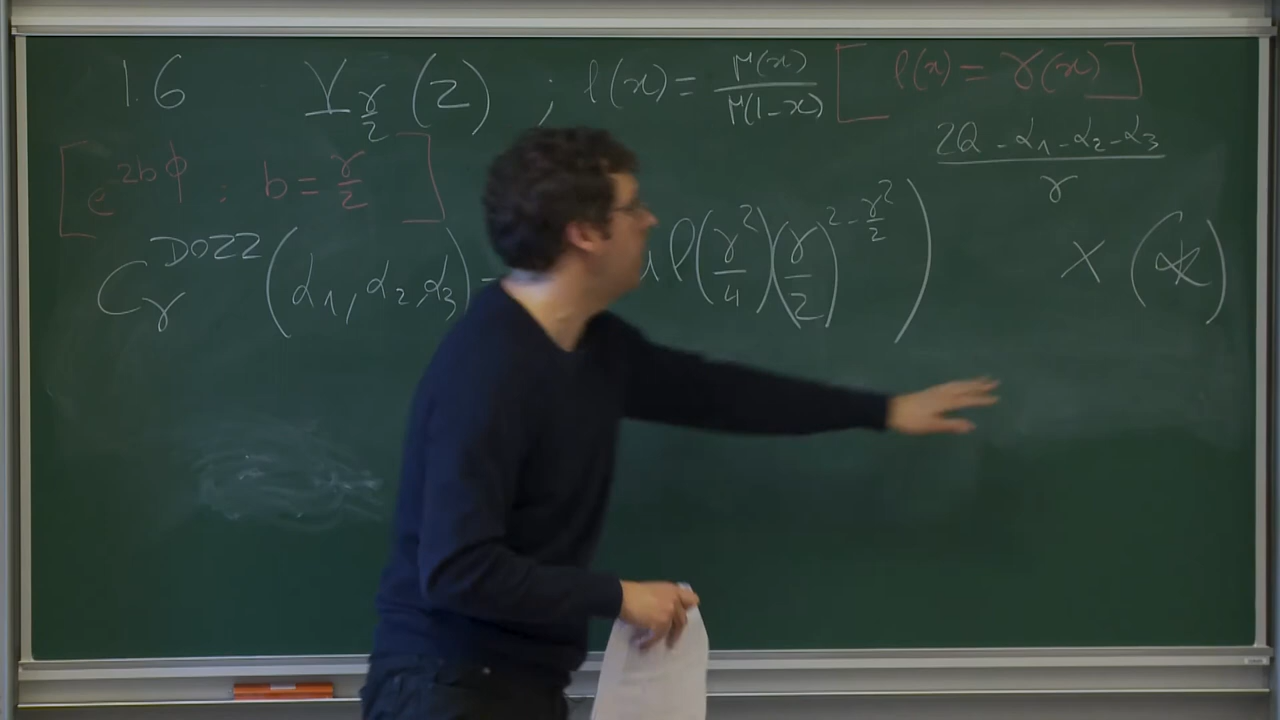 1.6 Υ_{γ/2}(z) ; l(x) = Γ(x)/Γ(1-x) [ l(x) = γ(x) ]
[ e^{2bϕ} : b = γ/2 ]
C_γ^{DOZZ}(α_1, α_2, α_3) = μ l(γ^2/4)(γ/2)^{2-γ^2/2})^{(2Q-α_1-α_2-α_3)/γ} × (*)